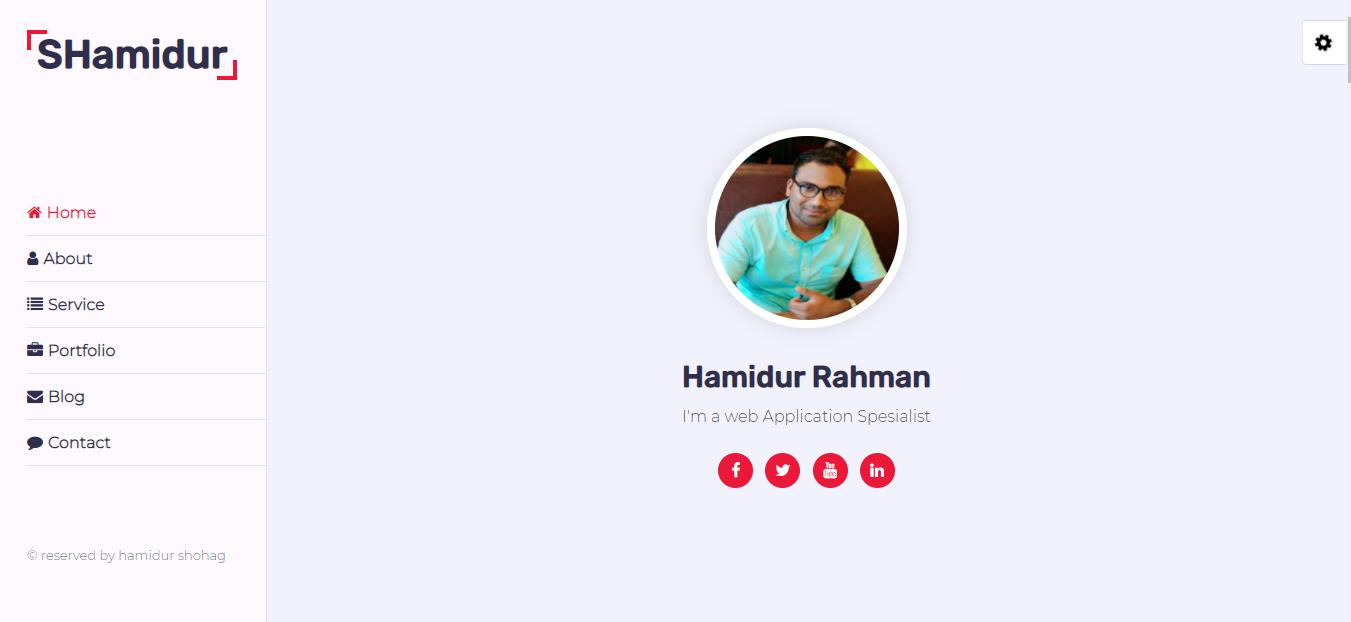 SHamidur
Home
About
Service
Portfolio
Blog
Contact
© reserved by hamidur shohag
Hamidur Rahman
I'm a web Application Spesialist